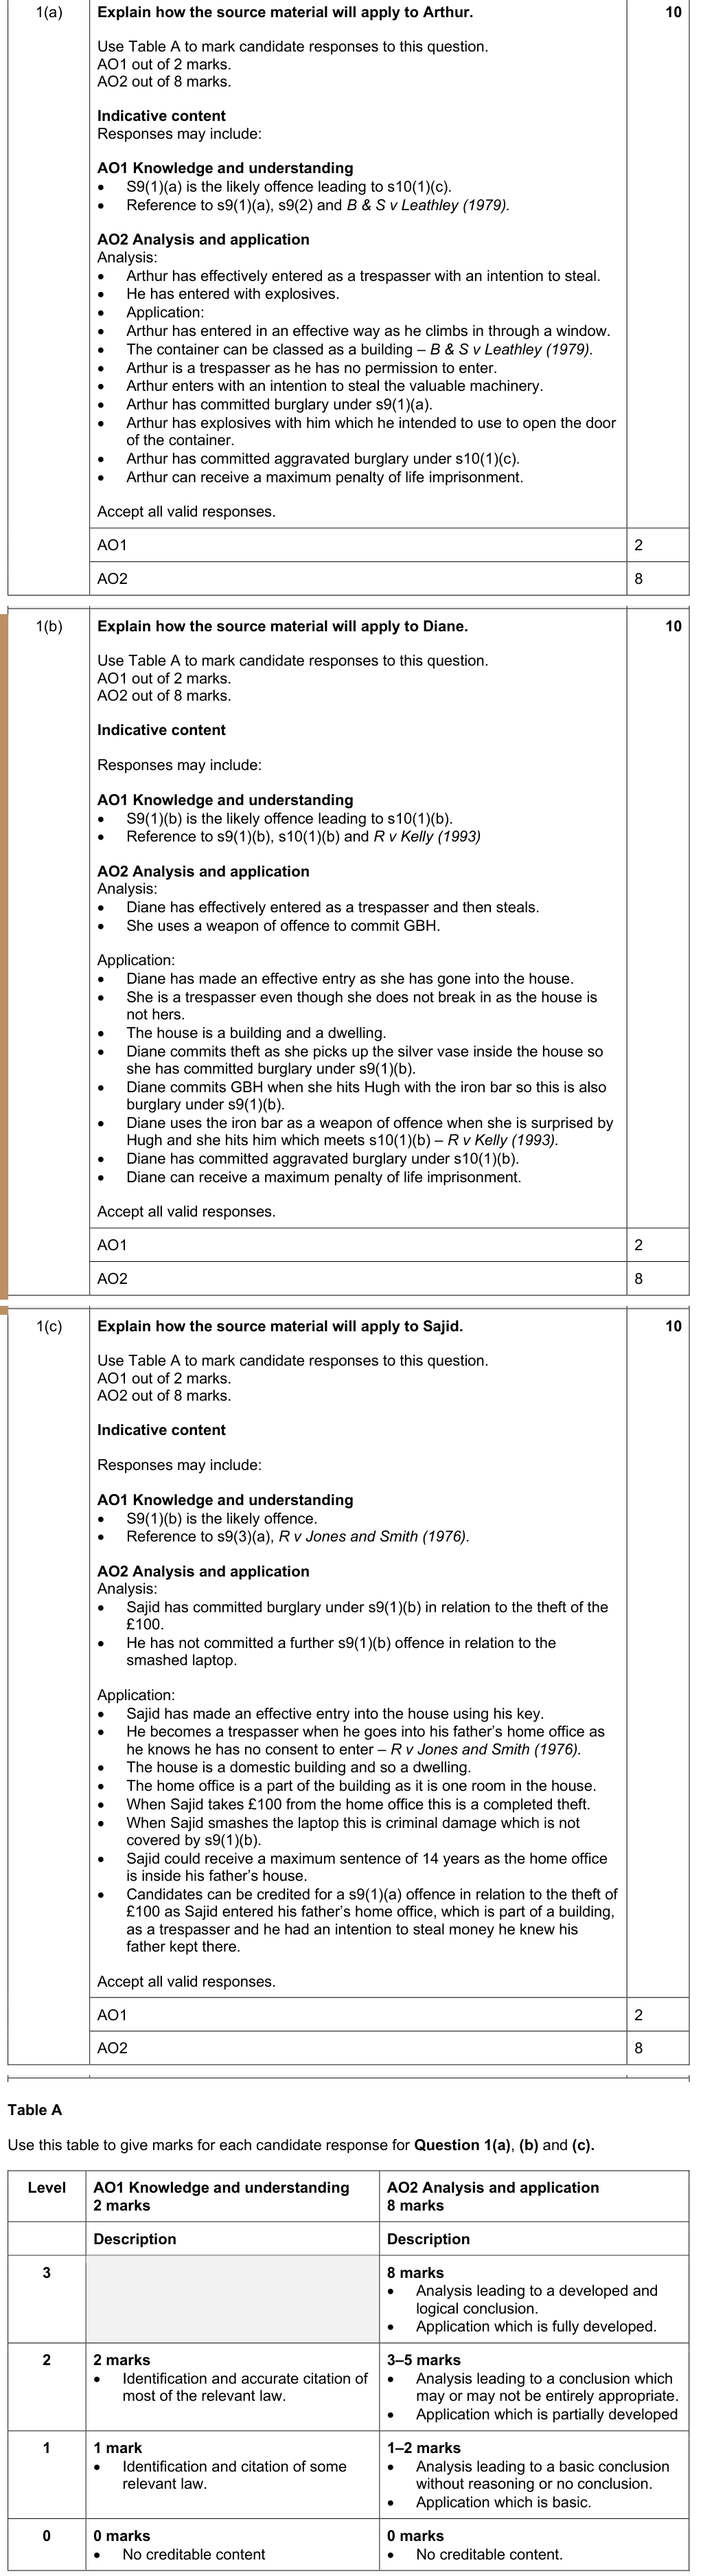 1(a)
Explain how the source material will apply to Arthur.
10
Use Table A to mark candidate responses to this question.
AO1 out of 2 marks.
AO2 out of 8 marks.
Indicative content
Responses may include:
AO1 Knowledge and understanding
• S9(1)(a) is the likely offence leading to s10(1)(c).
• Reference to s9(1)(a), s9(2) and B & S v Leathley (1979).
AO2 Analysis and application
Analysis:
• Arthur has effectively entered as a trespasser with an intention to steal.
• He has entered with explosives.
• Application:
• Arthur has entered in an effective way as he climbs in through a window.
• The container can be classed as a building – B & S v Leathley (1979).
• Arthur is a trespasser as he has no permission to enter.
• Arthur enters with an intention to steal the valuable machinery.
• Arthur has committed burglary under s9(1)(a).
• Arthur has explosives with him which he intended to use to open the door
of the container.
• Arthur has committed aggravated burglary under s10(1)(c).
• Arthur can receive a maximum penalty of life imprisonment.
Accept all valid responses.
AO1 2
AO2 8
1(b)
Explain how the source material will apply to Diane.
10
Use Table A to mark candidate responses to this question.
AO1 out of 2 marks.
AO2 out of 8 marks.
Indicative content
Responses may include:
AO1 Knowledge and understanding
• S9(1)(b) is the likely offence leading to s10(1)(b).
• Reference to s9(1)(b), s10(1)(b) and R v Kelly (1993)
AO2 Analysis and application
Analysis:
• Diane has effectively entered as a trespasser and then steals.
• She uses a weapon of offence to commit GBH.
Application:
• Diane has made an effective entry as she has gone into the house.
• She is a trespasser even though she does not break in as the house is
not hers.
• The house is a building and a dwelling.
• Diane commits theft as she picks up the silver vase inside the house so
she has committed burglary under s9(1)(b).
• Diane commits GBH when she hits Hugh with the iron bar so this is also
burglary under s9(1)(b).
• Diane uses the iron bar as a weapon of offence when she is surprised by
Hugh and she hits him which meets s10(1)(b) – R v Kelly (1993).
• Diane has committed aggravated burglary under s10(1)(b).
• Diane can receive a maximum penalty of life imprisonment.
Accept all valid responses.
AO1 2
AO2 8
1(c)
Explain how the source material will apply to Sajid.
10
Use Table A to mark candidate responses to this question.
AO1 out of 2 marks.
AO2 out of 8 marks.
Indicative content
Responses may include:
AO1 Knowledge and understanding
• S9(1)(b) is the likely offence.
• Reference to s9(3)(a), R v Jones and Smith (1976).
AO2 Analysis and application
Analysis:
• Sajid has committed burglary under s9(1)(b) in relation to the theft of the
£100.
• He has not committed a further s9(1)(b) offence in relation to the
smashed laptop.
Application:
• Sajid has made an effective entry into the house using his key.
• He becomes a trespasser when he goes into his father's home office as
he knows he has no consent to enter – R v Jones and Smith (1976).
• The house is a domestic building and so a dwelling.
• The home office is a part of the building as it is one room in the house.
• When Sajid takes £100 from the home office this is a completed theft.
• When Sajid smashes the laptop this is criminal damage which is not
covered by s9(1)(b).
• Sajid could receive a maximum sentence of 14 years as the home office
is inside his father's house.
• Candidates can be credited for a s9(1)(a) offence in relation to the theft of
£100 as Sajid entered his father's home office, which is part of a building,
as a trespasser and he had an intention to steal money he knew his
father kept there.
Accept all valid responses.
AO1 2
AO2 8
Table A
Use this table to give marks for each candidate response for Question 1(a), (b) and (c).
Level
AO1 Knowledge and understanding
2 marks
AO2 Analysis and application
8 marks
Description
Description
3
8 marks
• Analysis leading to a developed and
logical conclusion.
• Application which is fully developed.
2
2 marks
• Identification and accurate citation of
most of the relevant law.
3–5 marks
• Analysis leading to a conclusion which
may or may not be entirely appropriate.
• Application which is partially developed
1
1 mark
• Identification and citation of some
relevant law.
1–2 marks
• Analysis leading to a basic conclusion
without reasoning or no conclusion.
• Application which is basic.
0
0 marks
• No creditable content
0 marks
• No creditable content.